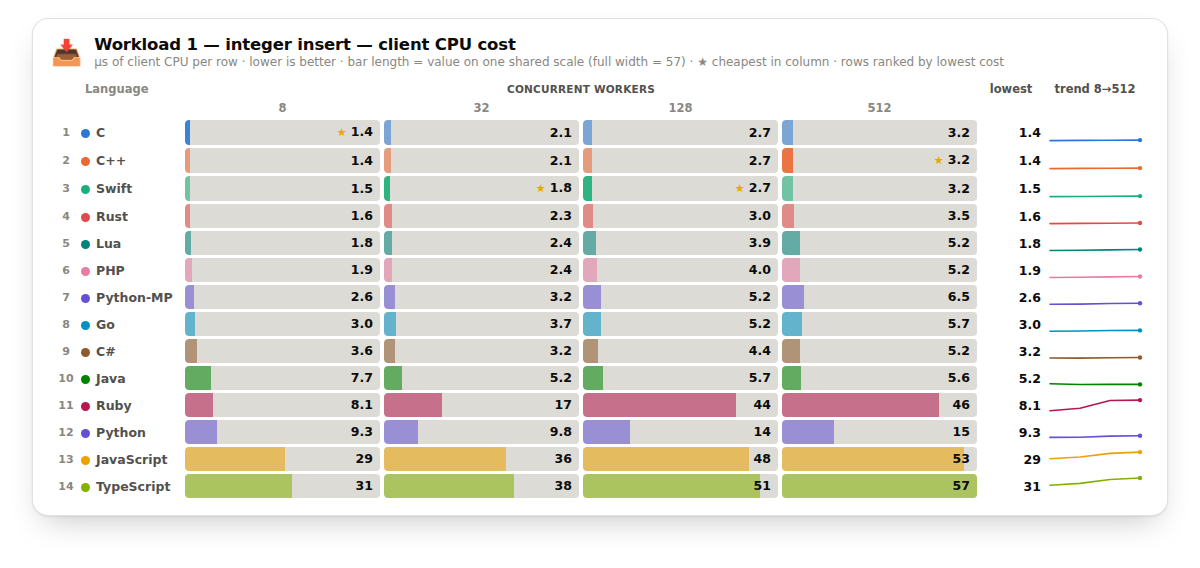 Workload 1 — integer insert — client CPU cost
µs of client CPU per row · lower is better · bar length = value on one shared scale (full width = 57) · ★ cheapest in column · rows ranked by lowest cost
Language CONCURRENT WORKERS lowest trend 8→512
8 32 128 512
1 C ★ 1.4 2.1 2.7 3.2 1.4
2 C++ 1.4 2.1 2.7 ★ 3.2 1.4
3 Swift 1.5 ★ 1.8 ★ 2.7 3.2 1.5
4 Rust 1.6 2.3 3.0 3.5 1.6
5 Lua 1.8 2.4 3.9 5.2 1.8
6 PHP 1.9 2.4 4.0 5.2 1.9
7 Python-MP 2.6 3.2 5.2 6.5 2.6
8 Go 3.0 3.7 5.2 5.7 3.0
9 C# 3.6 3.2 4.4 5.2 3.2
10 Java 7.7 5.2 5.7 5.6 5.2
11 Ruby 8.1 17 44 46 8.1
12 Python 9.3 9.8 14 15 9.3
13 JavaScript 29 36 48 53 29
14 TypeScript 31 38 51 57 31